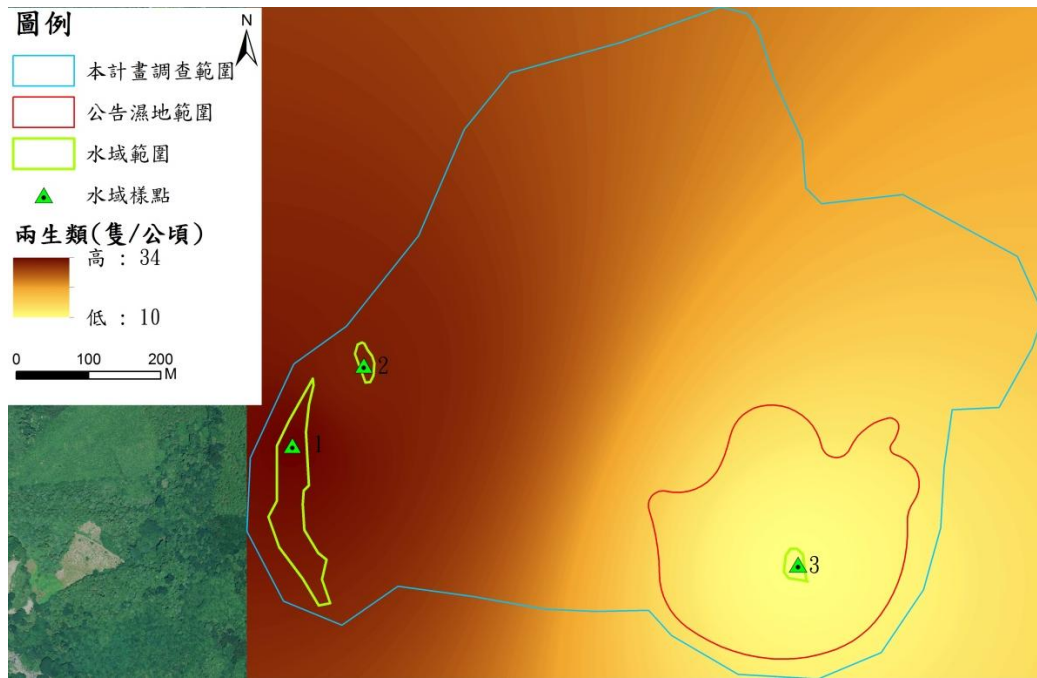 圖例
N
本計畫調查範圍
公告濕地範圍
水域範圍
水域樣點
兩生類(隻/公頃)
高 : 34
低 : 10
0 100 200
M
2
1
3